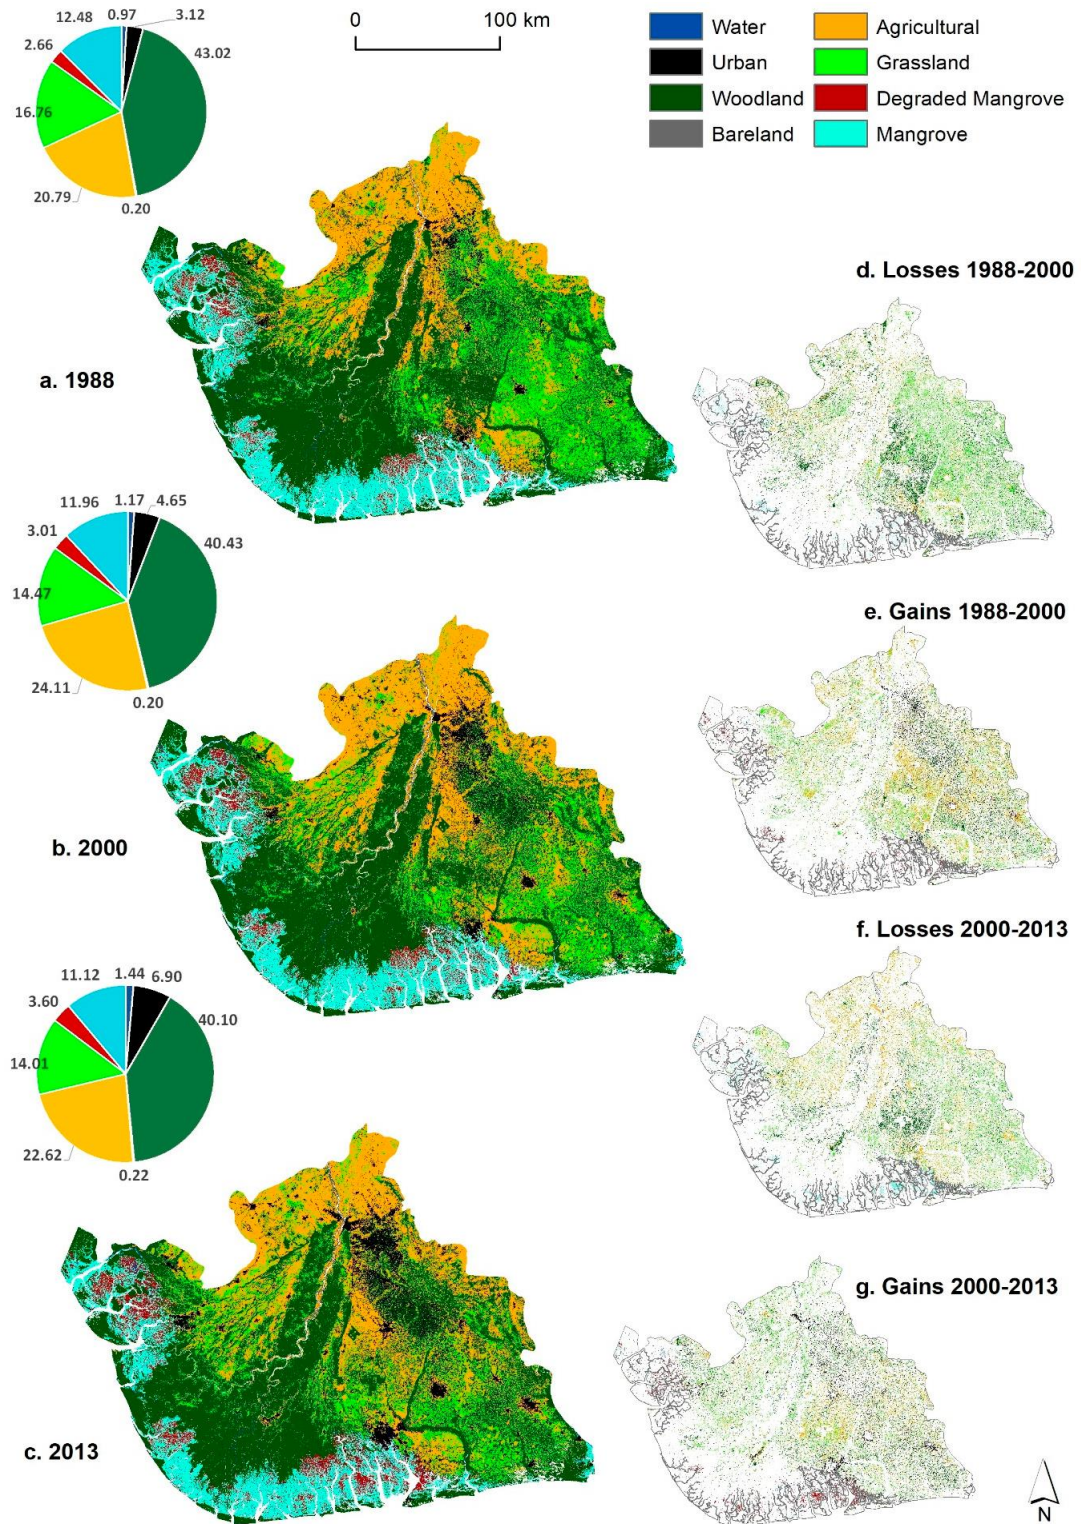 0 100 km
Water
Urban
Woodland
Bareland
Agricultural
Grassland
Degraded Mangrove
Mangrove
12.48 0.97 3.12
2.66 43.02
16.76
20.79
0.20
a. 1988
d. Losses 1988-2000
11.96 1.17 4.65
3.01 40.43
14.47
24.11
0.20
e. Gains 1988-2000
b. 2000
f. Losses 2000-2013
11.12 1.44 6.90
3.60 40.10
14.01
22.62
0.22
g. Gains 2000-2013
c. 2013
N